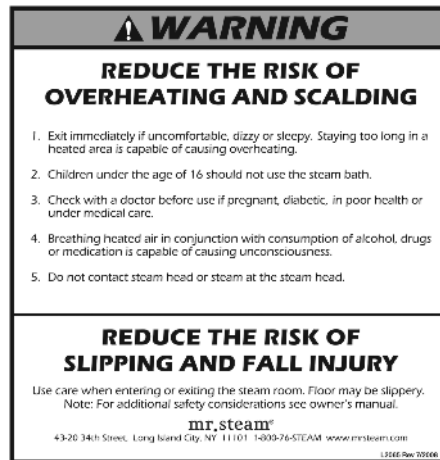 WARNING
REDUCE THE RISK OF
OVERHEATING AND SCALDING
1. Exit immediately if uncomfortable, dizzy or sleepy. Staying too long in a
heated area is capable of causing overheating.
2. Children under the age of 16 should not use the steam bath.
3. Check with a doctor before use if pregnant, diabetic, in poor health or
under medical care.
4. Breathing heated air in conjunction with consumption of alcohol, drugs
or medication is capable of causing unconsciousness.
5. Do not contact steam head or steam at the steam head.
REDUCE THE RISK OF
SLIPPING AND FALL INJURY
Use care when entering or exiting the steam room. Floor may be slippery.
Note: For additional safety considerations see owner's manual.
mr.steam®
43-20 34th Street, Long Island City, NY 11101 1-800-76-STEAM www.mrsteam.com
Rev 7/2008